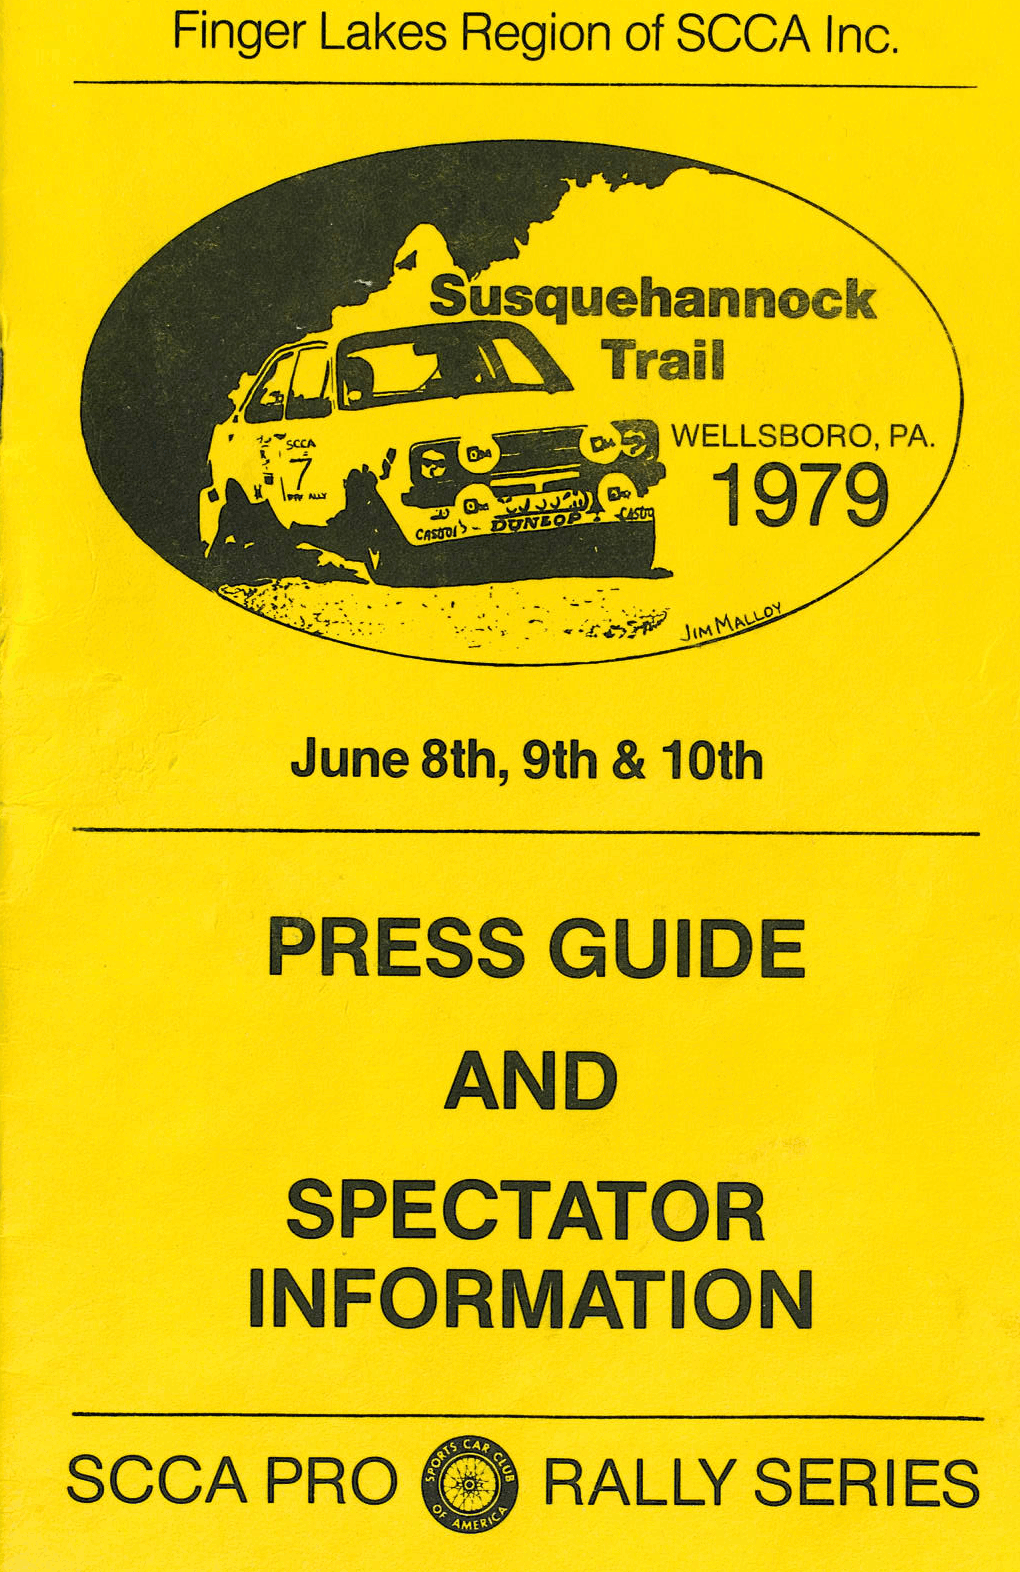 Finger Lakes Region of SCCA Inc.
Susquehannock
Trail
WELLSBORO, PA.
1979
SCCA
7
CASTROL
DUNLOP
CASTRO
JIM MALLOY
June 8th, 9th & 10th
PRESS GUIDE
AND
SPECTATOR
INFORMATION
SCCA PRO RALLY SERIES
SPORTS CAR CLUB
OF AMERICA